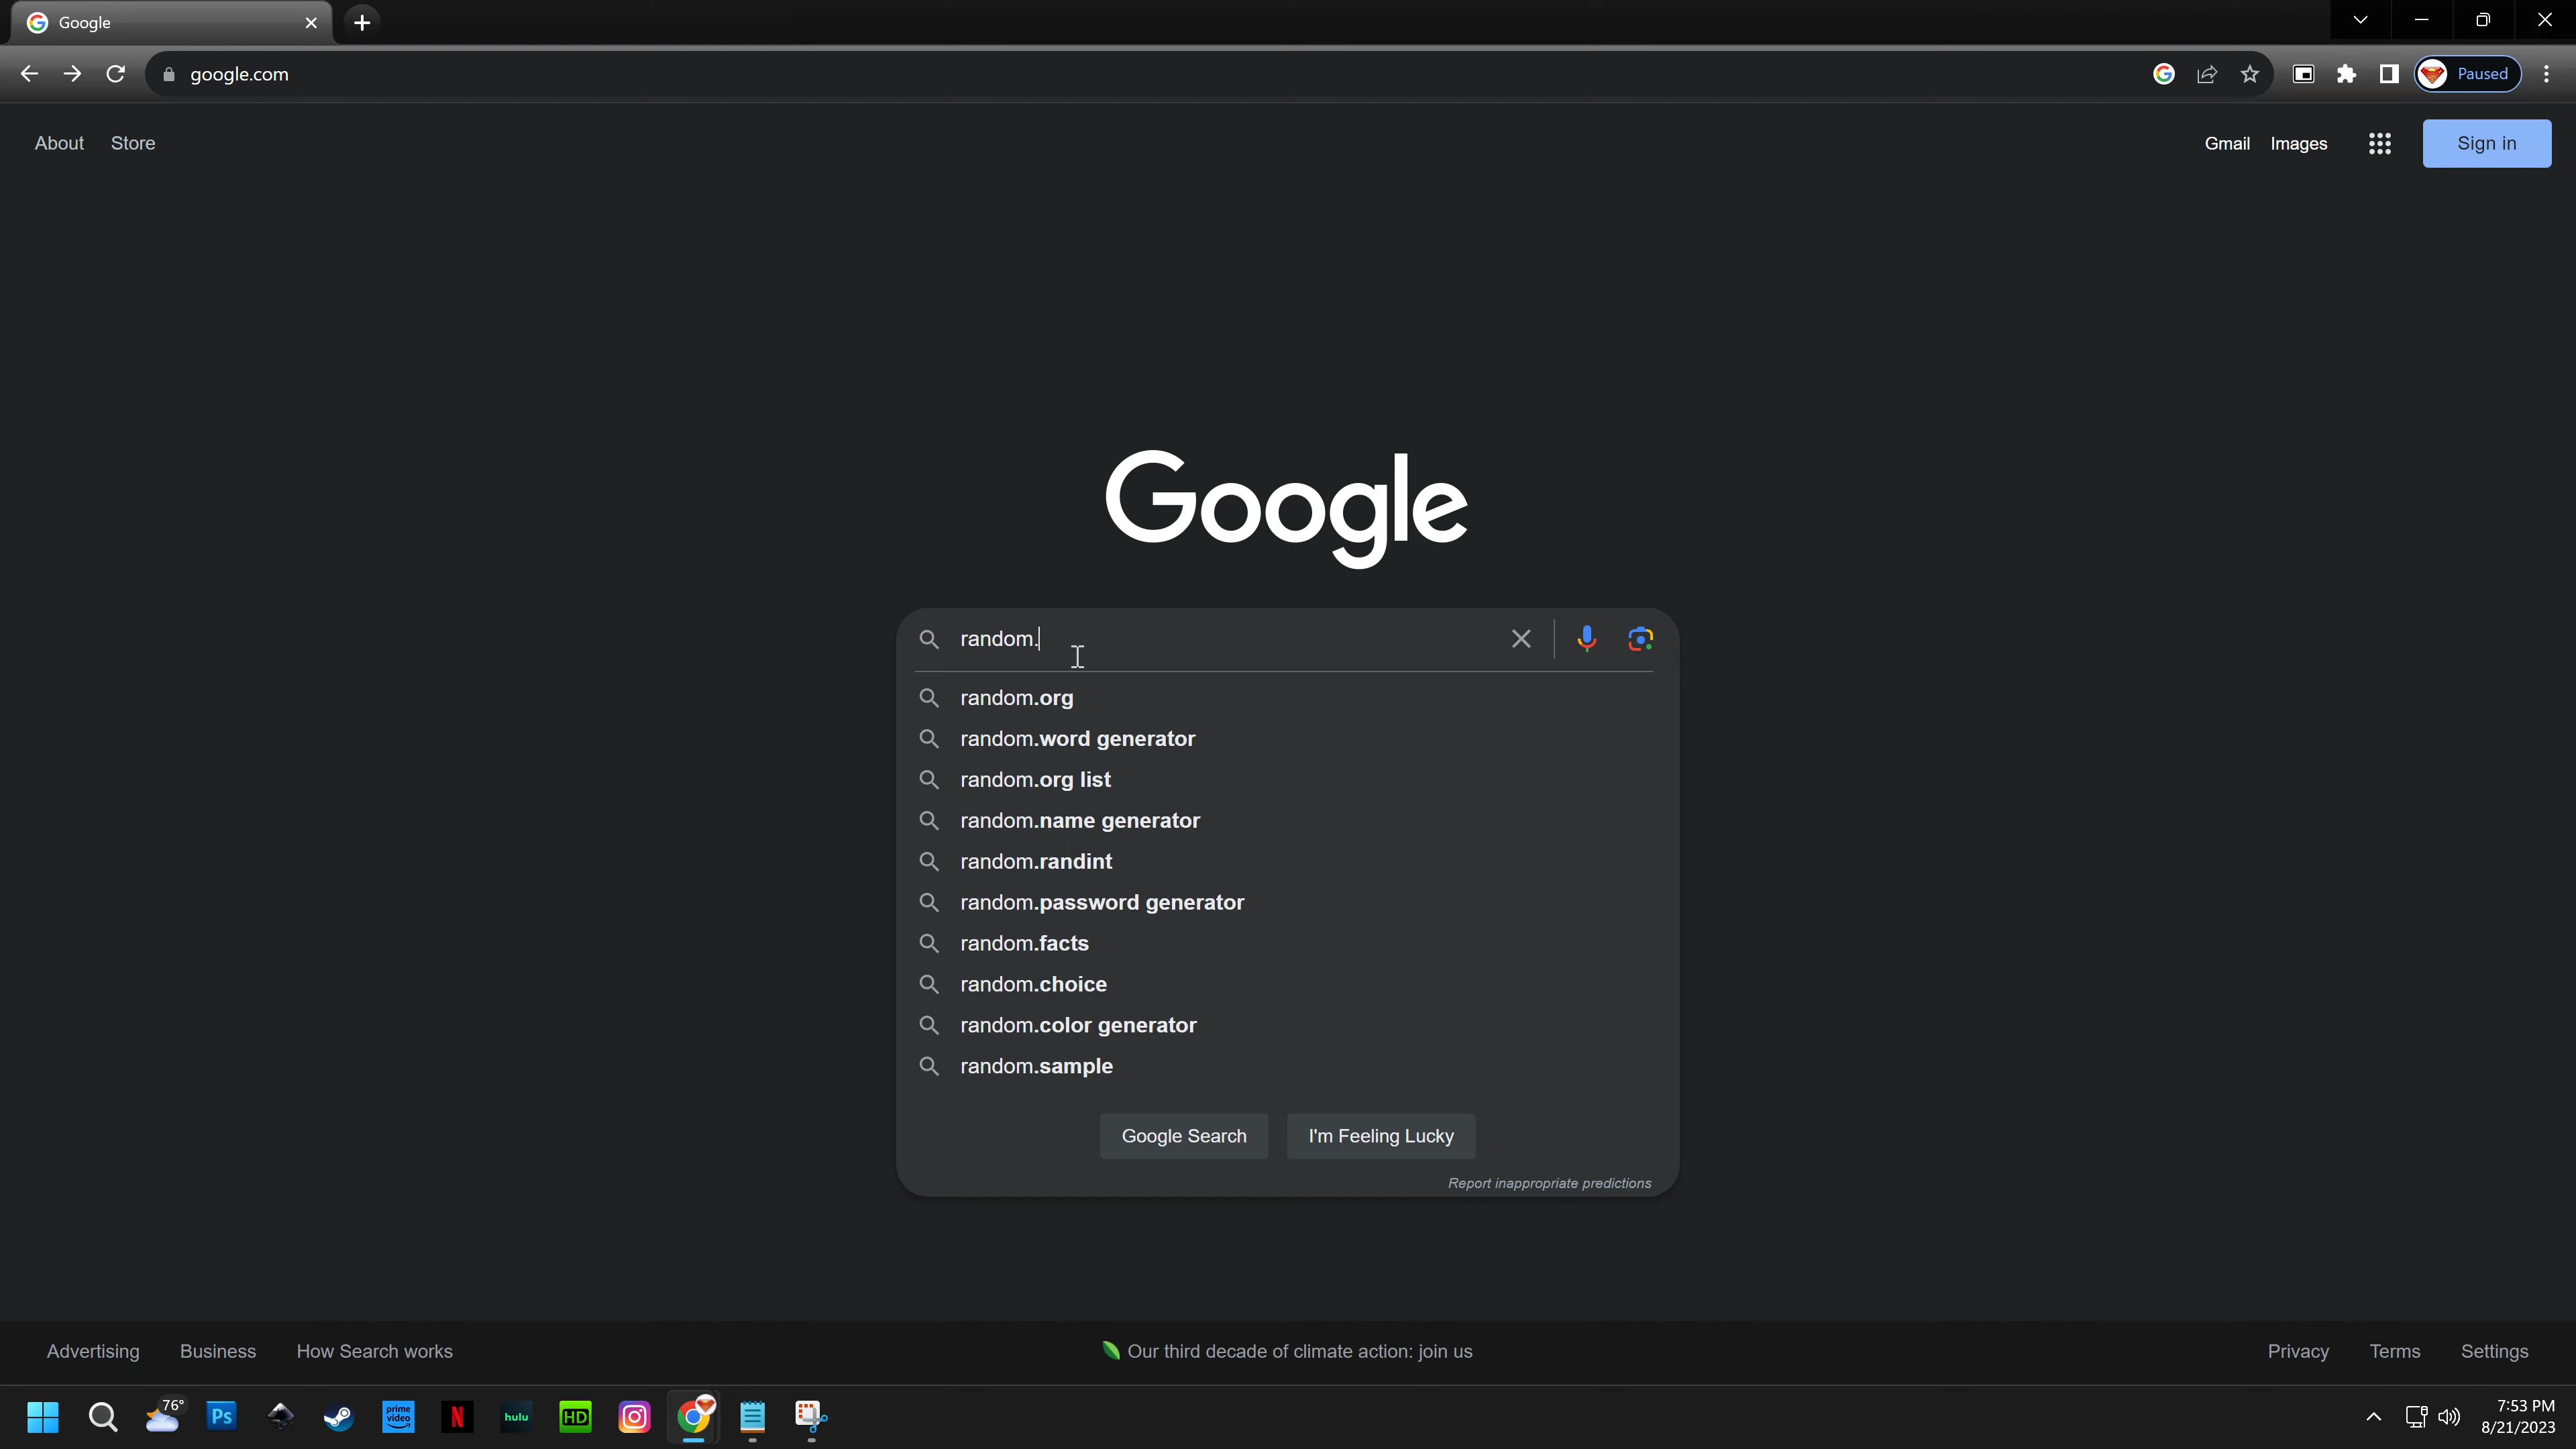 Google
google.com
Paused
About Store Gmail Images Sign in
Google
random.
random.org
random.word generator
random.org list
random.name generator
random.randint
random.password generator
random.facts
random.choice
random.color generator
random.sample
Google Search I'm Feeling Lucky
Report inappropriate predictions
Advertising Business How Search works Our third decade of climate action: join us Privacy Terms Settings
76°
Ps
prime video
N
hulu
HD
7:53 PM
8/21/2023